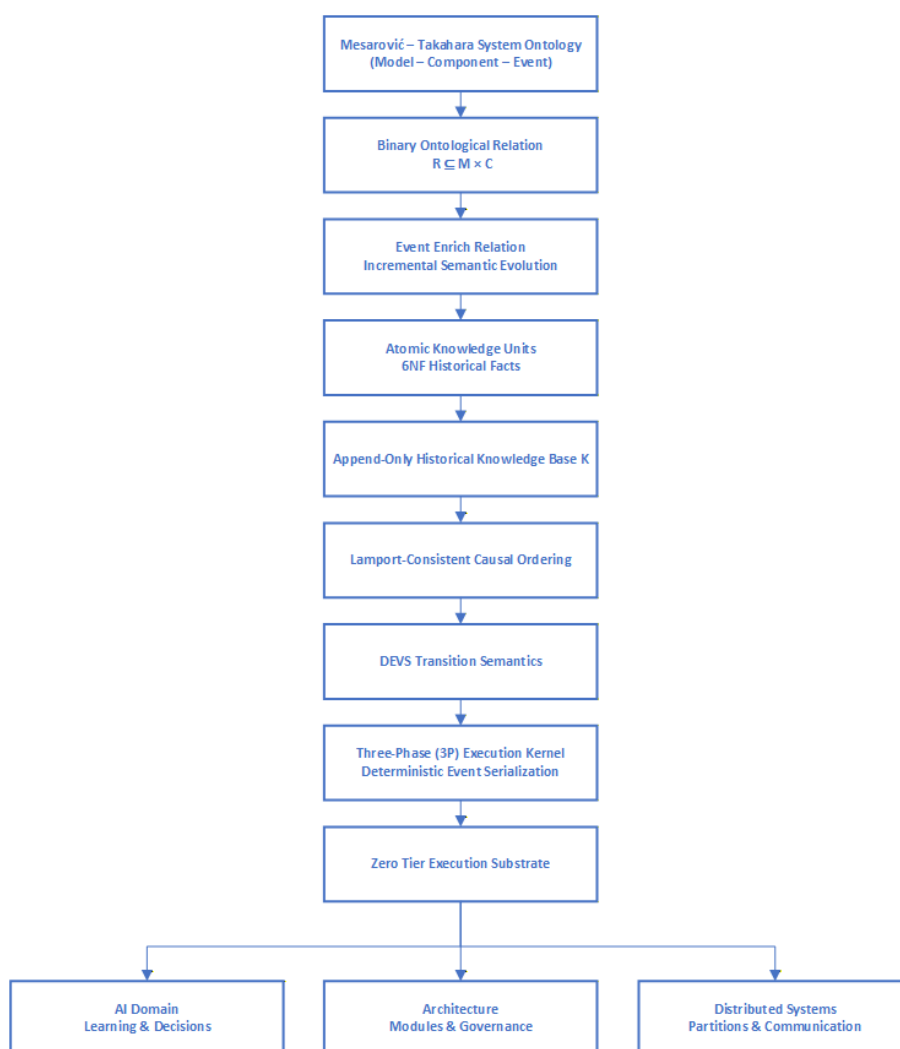 Mesarović – Takahara System Ontology
(Model – Component – Event)
Binary Ontological Relation
R ⊆ M × C
Event Enrich Relation
Incremental Semantic Evolution
Atomic Knowledge Units
6NF Historical Facts
Append-Only Historical Knowledge Base K
Lamport-Consistent Causal Ordering
DEVS Transition Semantics
Three-Phase (3P) Execution Kernel
Deterministic Event Serialization
Zero Tier Execution Substrate
AI Domain
Learning & Decisions
Architecture
Modules & Governance
Distributed Systems
Partitions & Communication